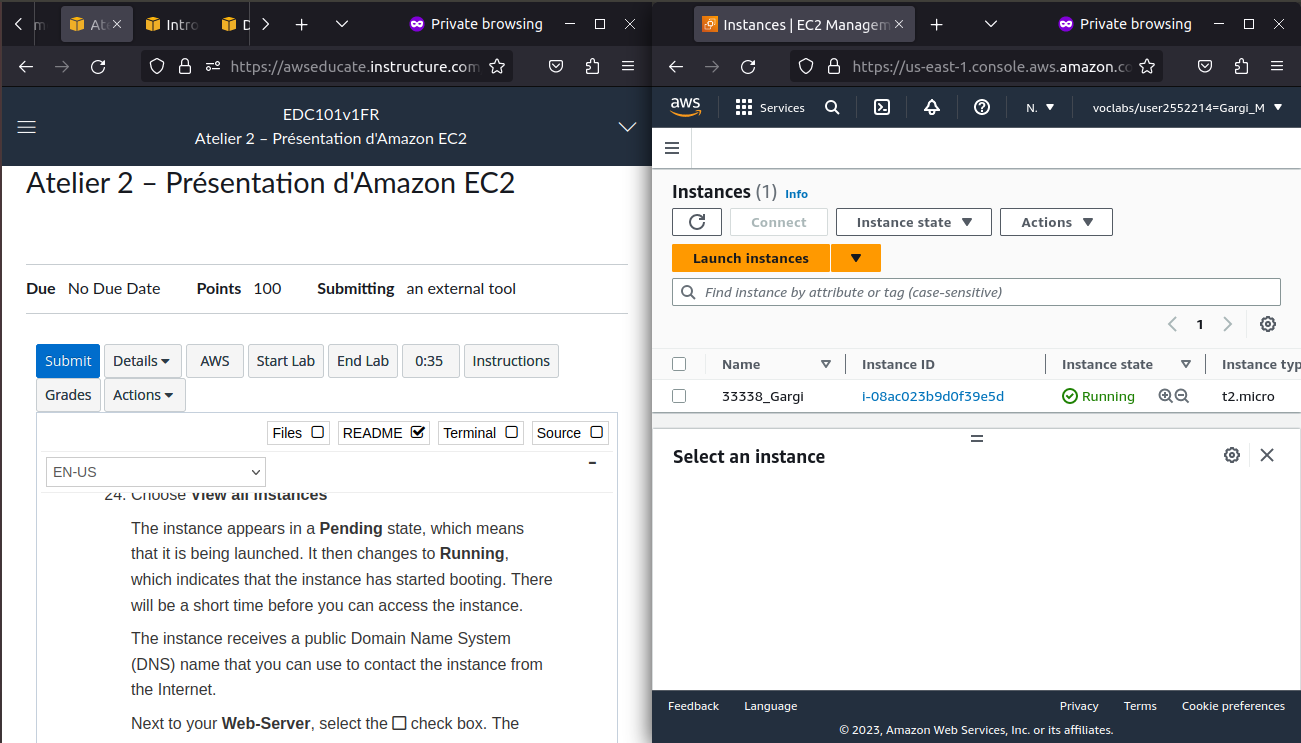 Intro
Private browsing
https://awseducate.instructure.com
EDC101v1FR
Atelier 2 – Présentation d'Amazon EC2
Atelier 2 – Présentation d'Amazon EC2
Due No Due Date Points 100 Submitting an external tool
Submit Details AWS Start Lab End Lab 0:35 Instructions
Grades Actions
Files README Terminal Source
EN-US
24. Choose View all instances
The instance appears in a Pending state, which means
that it is being launched. It then changes to Running,
which indicates that the instance has started booting. There
will be a short time before you can access the instance.
The instance receives a public Domain Name System
(DNS) name that you can use to contact the instance from
the Internet.
Next to your Web-Server, select the check box. The
Instances | EC2 Managem
Private browsing
https://us-east-1.console.aws.amazon.co
aws Services N. voclabs/user2552214=Gargi_M
Instances (1) Info
Connect Instance state Actions
Launch instances
Find instance by attribute or tag (case-sensitive)
1
Name Instance ID Instance state Instance typ
33338_Gargi i-08ac023b9d0f39e5d Running t2.micro
Select an instance
Feedback Language Privacy Terms Cookie preferences
© 2023, Amazon Web Services, Inc. or its affiliates.